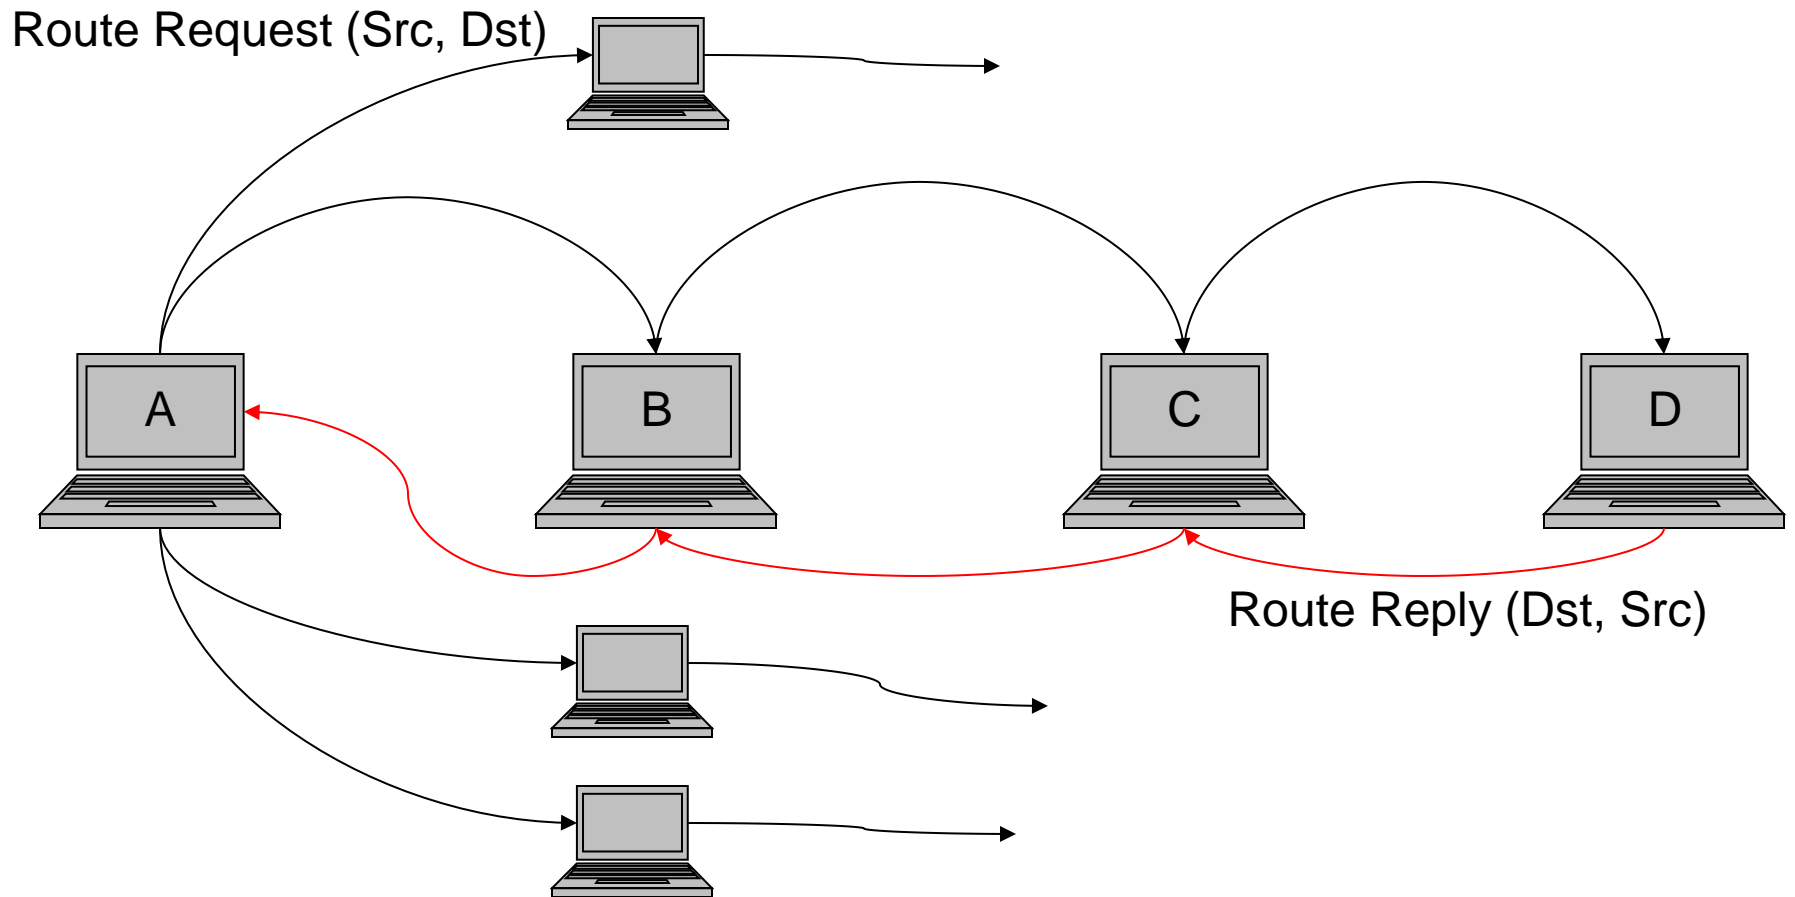 Route Request (Src, Dst)
A
B
C
D
Route Reply (Dst, Src)